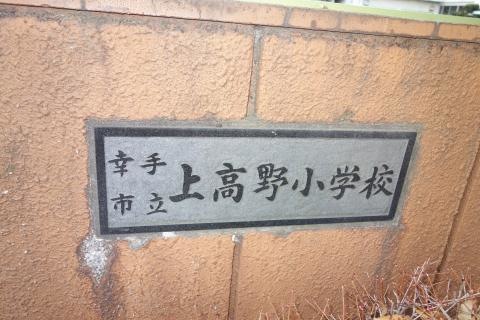 幸手
市立
上高野小学校